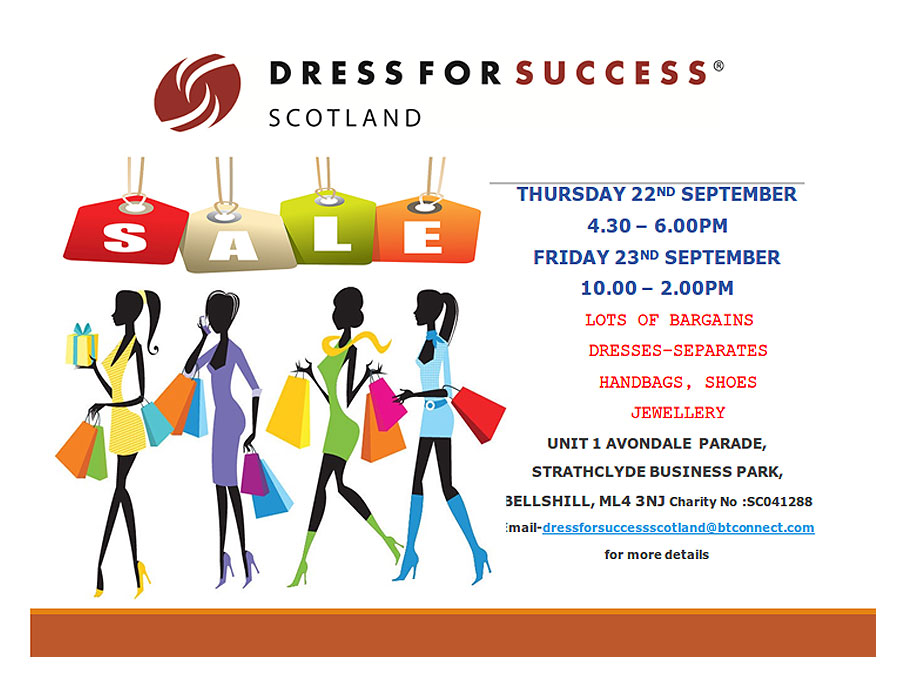 DRESS FOR SUCCESS®
SCOTLAND
SALE
THURSDAY 22ND SEPTEMBER
4.30 – 6.00PM
FRIDAY 23ND SEPTEMBER
10.00 – 2.00PM
LOTS OF BARGAINS
DRESSES-SEPARATES
HANDBAGS, SHOES
JEWELLERY
UNIT 1 AVONDALE PARADE,
STRATHCLYDE BUSINESS PARK,
BELLSHILL, ML4 3NJ Charity No :SC041288
Email-dressforsuccessscotland@btconnect.com
for more details